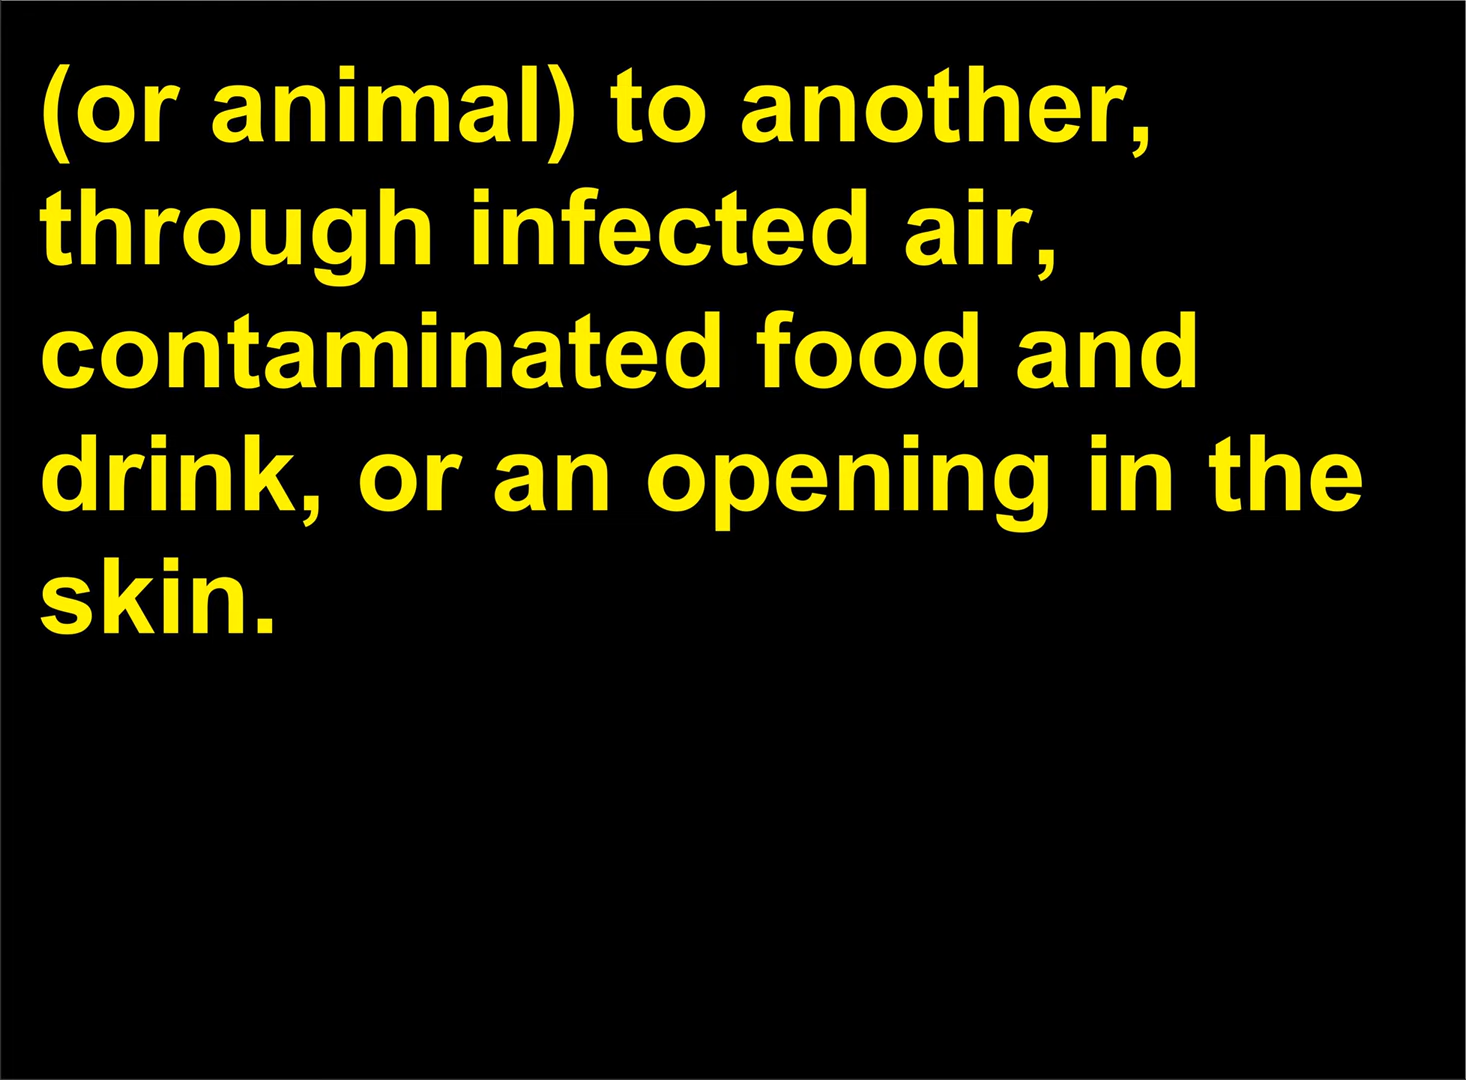 (or animal) to another,
through infected air,
contaminated food and
drink, or an opening in the
skin.